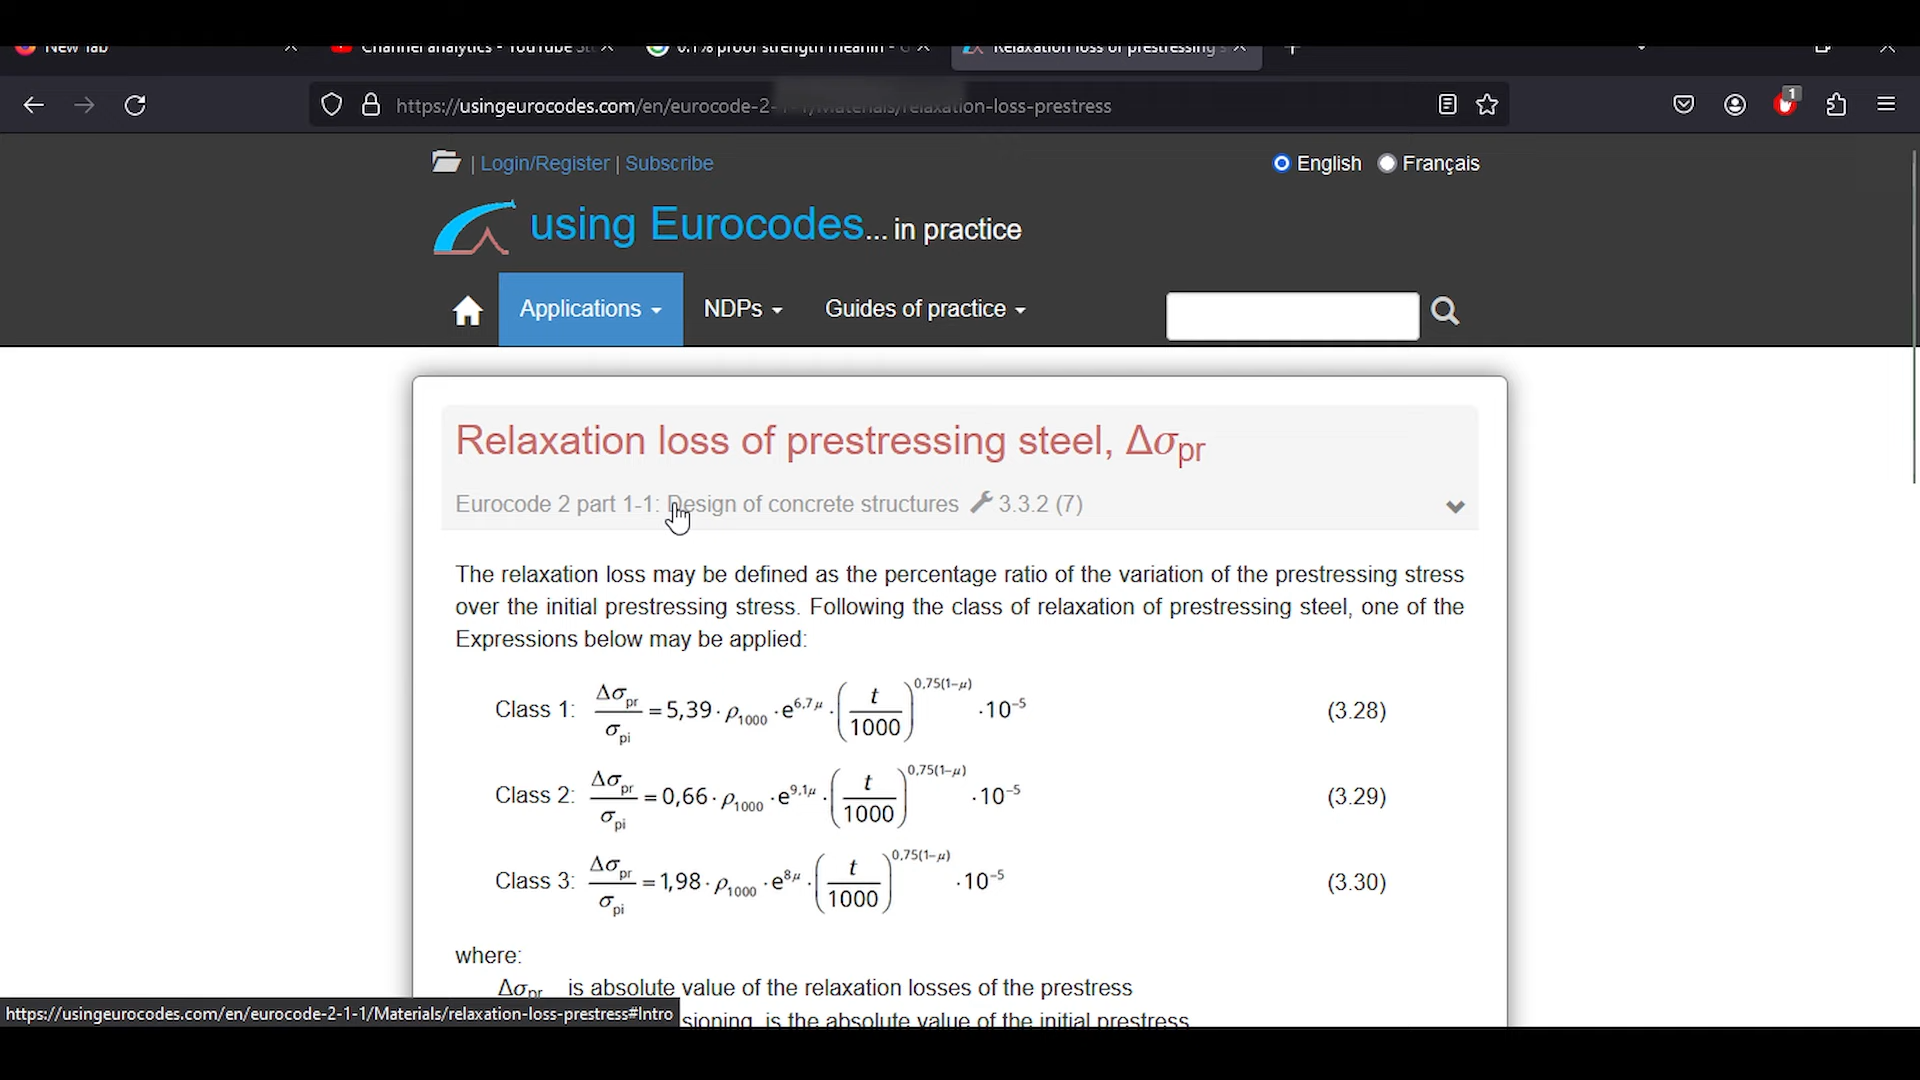 New Tab
Channel analytics - YouTube St
0.1% proof strength meanin - G
Relaxation loss of prestressing s
https://usingeurocodes.com/en/eurocode-2-1-1/Materials/relaxation-loss-prestress
1
| Login/Register | Subscribe
English Français
using Eurocodes... in practice
Applications NDPs Guides of practice
Relaxation loss of prestressing steel, Δσpr
Eurocode 2 part 1-1: Design of concrete structures 3.3.2 (7)
The relaxation loss may be defined as the percentage ratio of the variation of the prestressing stress
over the initial prestressing stress. Following the class of relaxation of prestressing steel, one of the
Expressions below may be applied:
Class 1: Δσpr/σpi = 5,39 · ρ1000 · e^6,7μ · (t/1000)^0,75(1−μ) · 10^−5 (3.28)
Class 2: Δσpr/σpi = 0,66 · ρ1000 · e^9,1μ · (t/1000)^0,75(1−μ) · 10^−5 (3.29)
Class 3: Δσpr/σpi = 1,98 · ρ1000 · e^8μ · (t/1000)^0,75(1−μ) · 10^−5 (3.30)
where:
Δσpr is absolute value of the relaxation losses of the prestress
sioning, is the absolute value of the initial prestress
https://usingeurocodes.com/en/eurocode-2-1-1/Materials/relaxation-loss-prestress#Intro